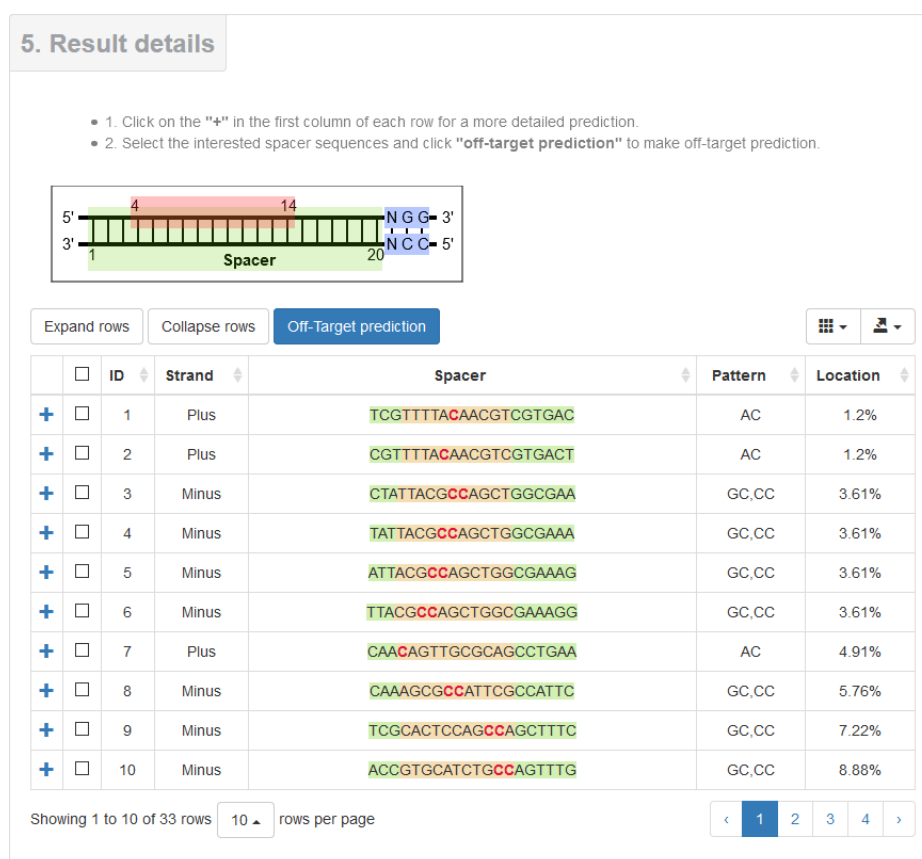 5. Result details
1. Click on the "+" in the first column of each row for a more detailed prediction.
2. Select the interested spacer sequences and click "off-target prediction" to make off-target prediction.
4 14
5' N G G 3'
3' N C C 5'
1 Spacer 20
Expand rows Collapse rows Off-Target prediction
ID Strand Spacer Pattern Location
1 Plus TCGTTTTACAACGTCGTGAC AC 1.2%
2 Plus CGTTTTACAACGTCGTGACT AC 1.2%
3 Minus CTATTACGCCAGCTGGCGAA GC,CC 3.61%
4 Minus TATTACGCCAGCTGGCGAAA GC,CC 3.61%
5 Minus ATTACGCCAGCTGGCGAAAG GC,CC 3.61%
6 Minus TTACGCCAGCTGGCGAAAGG GC,CC 3.61%
7 Plus CAACAGTTGCGCAGCCTGAA AC 4.91%
8 Minus CAAAGCGCCATTCGCCATTC GC,CC 5.76%
9 Minus TCGCACTCCAGCCAGCTTTC GC,CC 7.22%
10 Minus ACCGTGCATCTGCCAGTTTG GC,CC 8.88%
Showing 1 to 10 of 33 rows 10 rows per page ‹ 1 2 3 4 ›